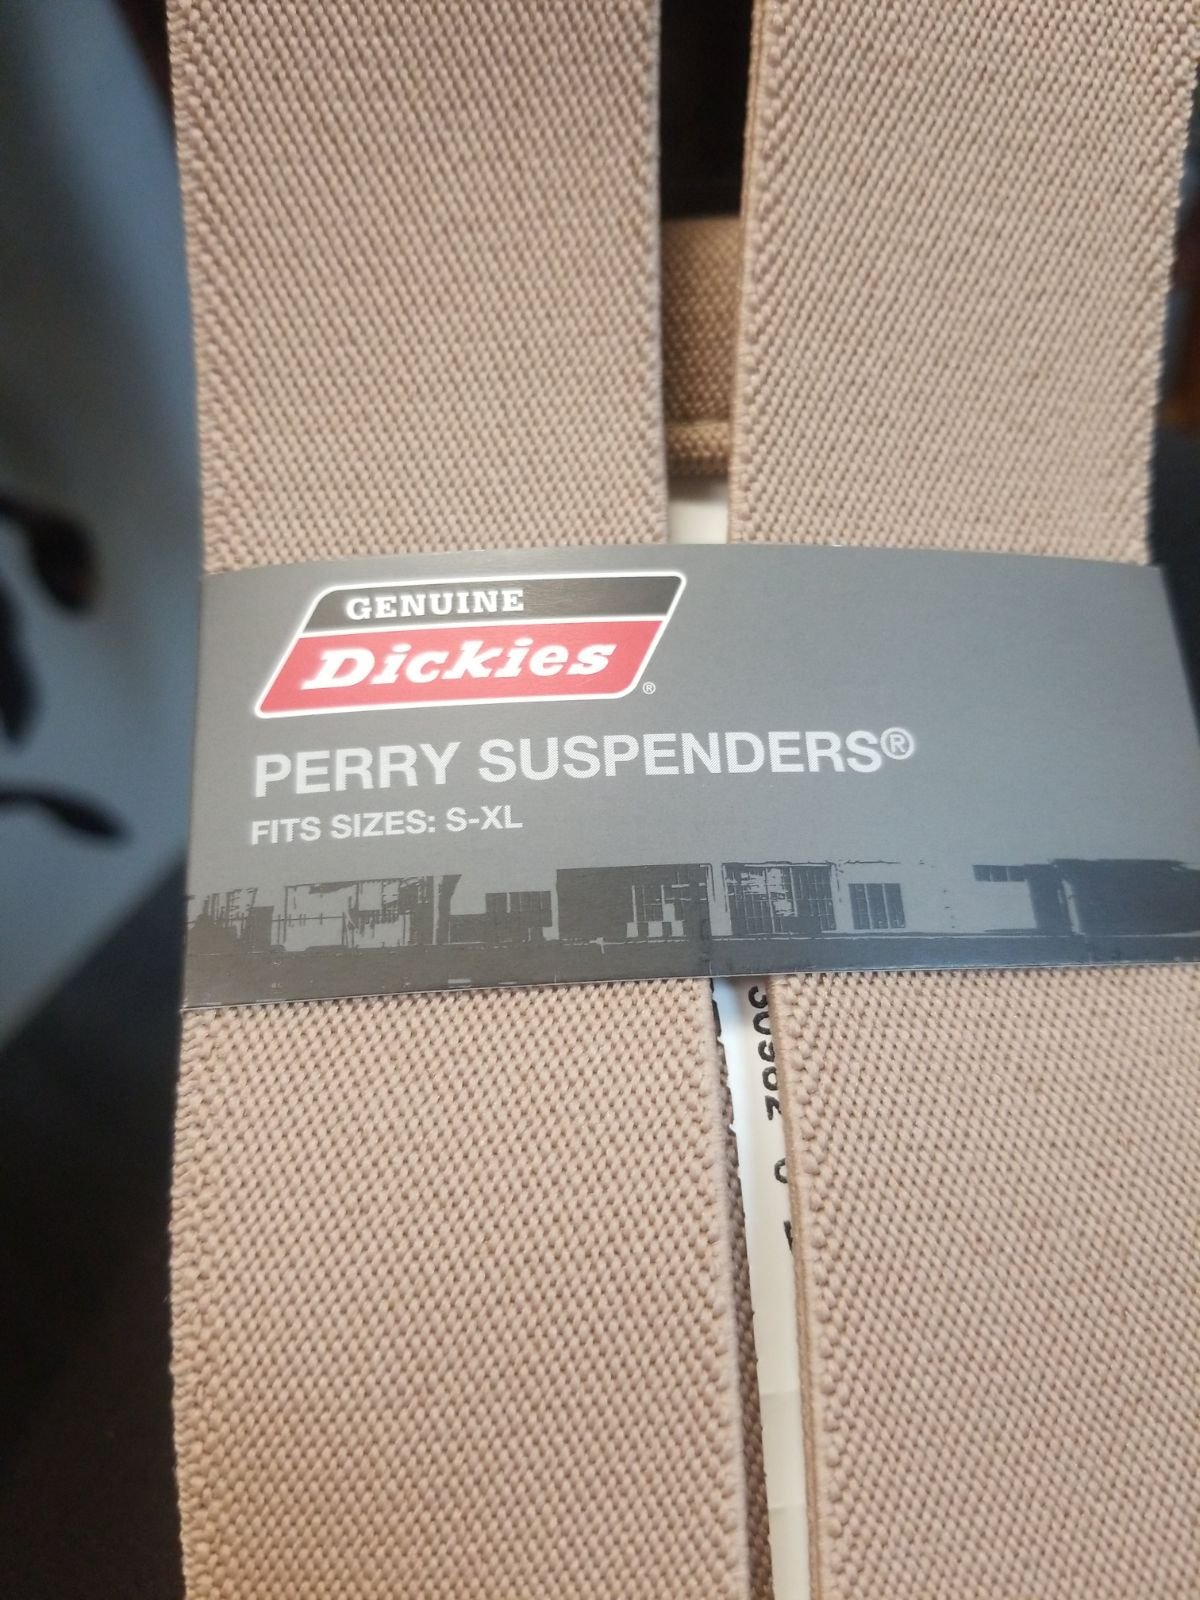 GENUINE
Dickies®
PERRY SUSPENDERS®
FITS SIZES: S-XL